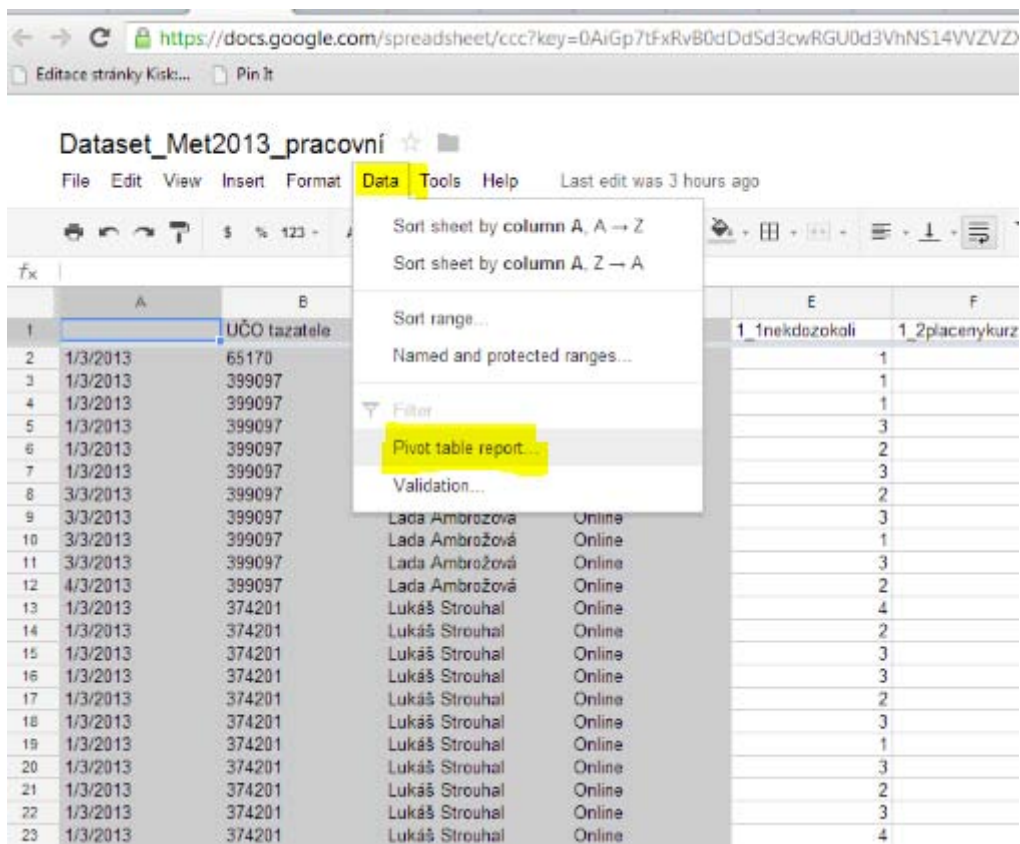 https://docs.google.com/spreadsheet/ccc?key=0AiGp7tFxRvB0dDdSd3cwRGU0d3VhNS14VVZVZX
Editace stránky Kisk:... Pin It
Dataset_Met2013_pracovní
File Edit View Insert Format Data Tools Help Last edit was 3 hours ago
$ % 123
Sort sheet by column A, A → Z
Sort sheet by column A, Z → A
Sort range...
Named and protected ranges...
Filter
Pivot table report...
Validation...
fx
A B E F
1 UČO tazatele 1_1nekdozokoli 1_2placenykurz
2 1/3/2013 65170 1
3 1/3/2013 399097 1
4 1/3/2013 399097 1
5 1/3/2013 399097 3
6 1/3/2013 399097 2
7 1/3/2013 399097 3
8 3/3/2013 399097 2
9 3/3/2013 399097 Lada Ambrožová Online 3
10 3/3/2013 399097 Lada Ambrožová Online 1
11 3/3/2013 399097 Lada Ambrožová Online 3
12 4/3/2013 399097 Lada Ambrožová Online 2
13 1/3/2013 374201 Lukáš Strouhal Online 4
14 1/3/2013 374201 Lukáš Strouhal Online 2
15 1/3/2013 374201 Lukáš Strouhal Online 3
16 1/3/2013 374201 Lukáš Strouhal Online 3
17 1/3/2013 374201 Lukáš Strouhal Online 2
18 1/3/2013 374201 Lukáš Strouhal Online 3
19 1/3/2013 374201 Lukáš Strouhal Online 1
20 1/3/2013 374201 Lukáš Strouhal Online 3
21 1/3/2013 374201 Lukáš Strouhal Online 2
22 1/3/2013 374201 Lukáš Strouhal Online 3
23 1/3/2013 374201 Lukáš Strouhal Online 4